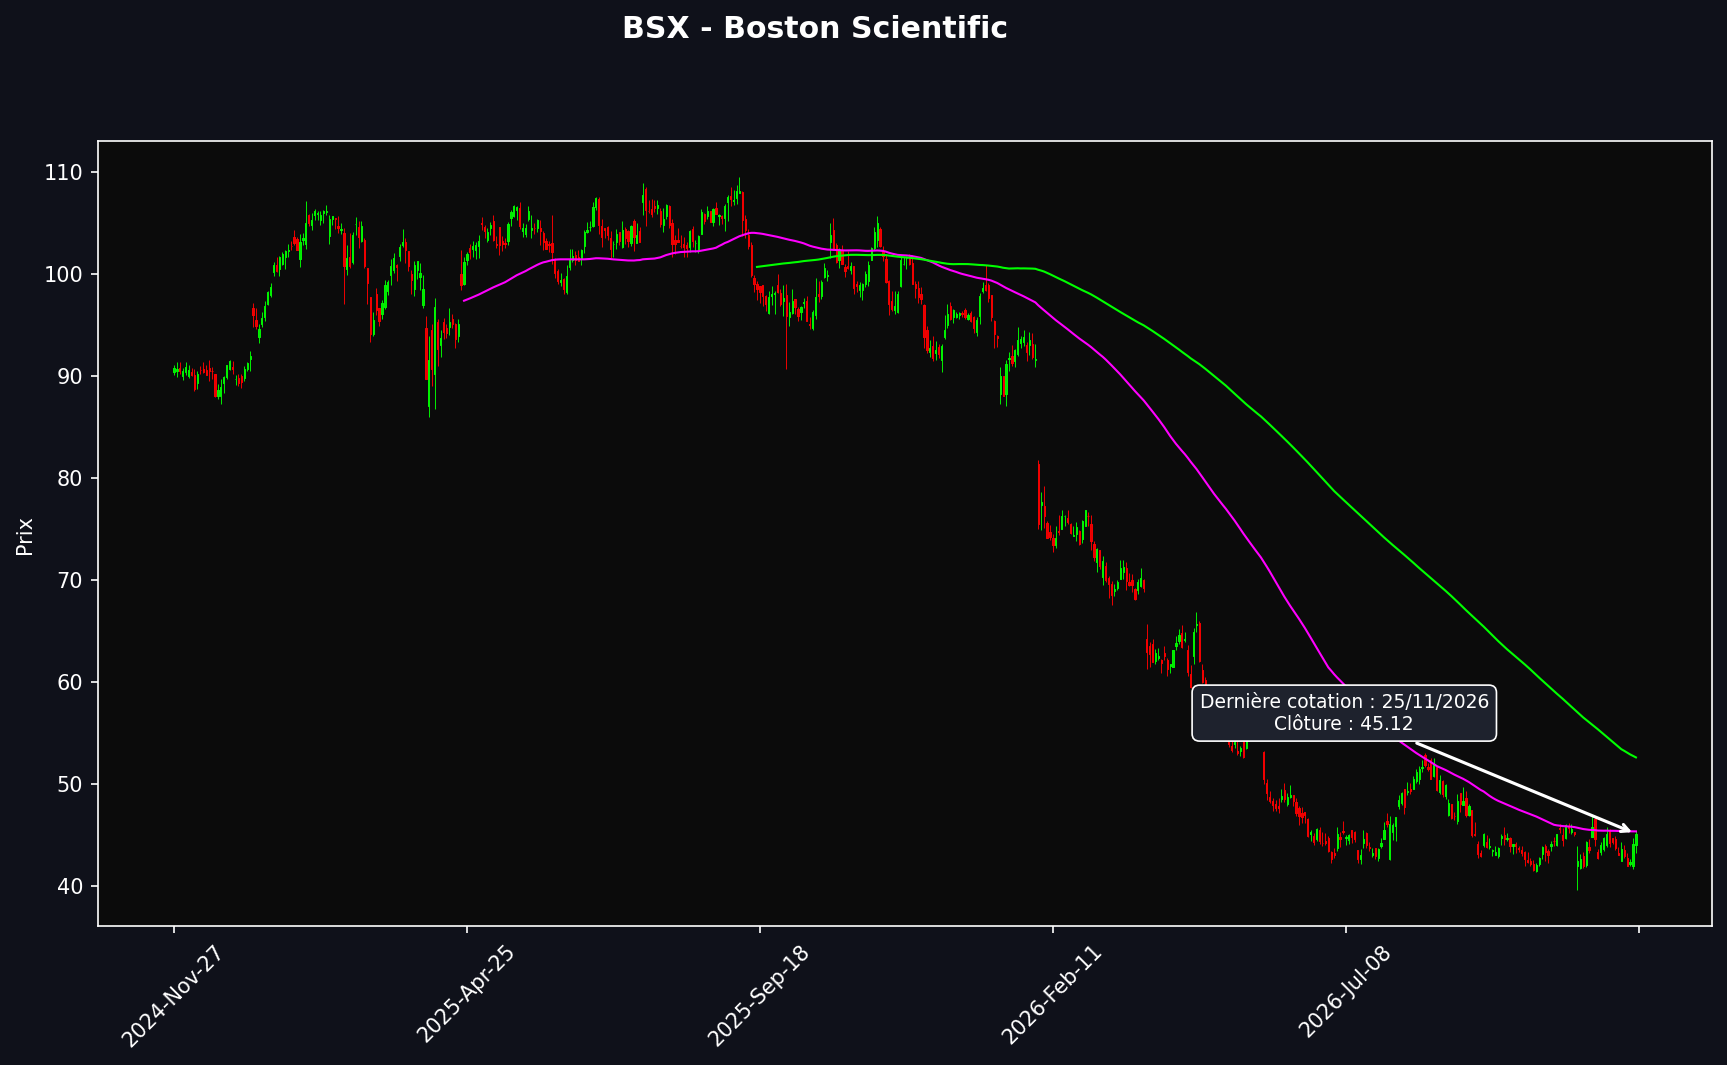 BSX - Boston Scientific
110
100
90
80
70
60
50
40
Prix
Dernière cotation : 25/11/2026
Clôture : 45.12
2024-Nov-27
2025-Apr-25
2025-Sep-18
2026-Feb-11
2026-Jul-08